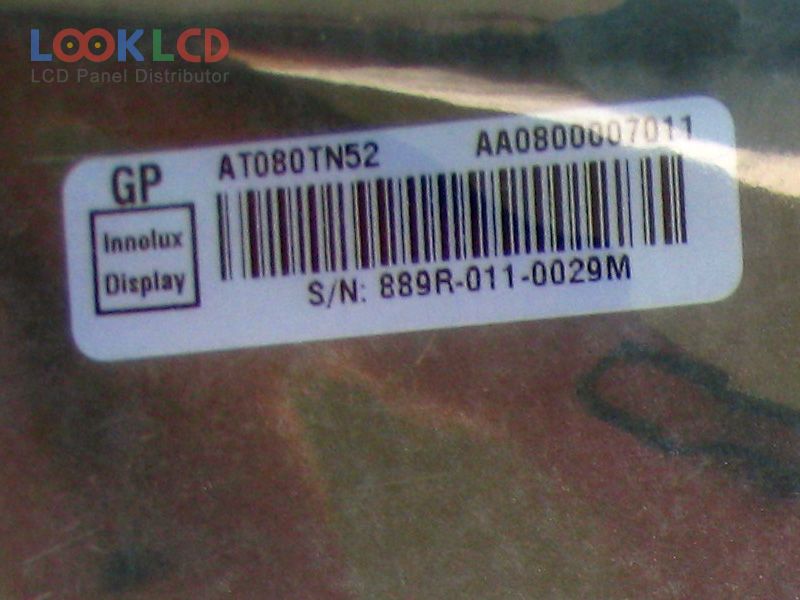 LOOKLCD
LCD Panel Distributor
GP AT080TN52 AA0800007011
Innolux
Display
S/N: 889R-011-0029M